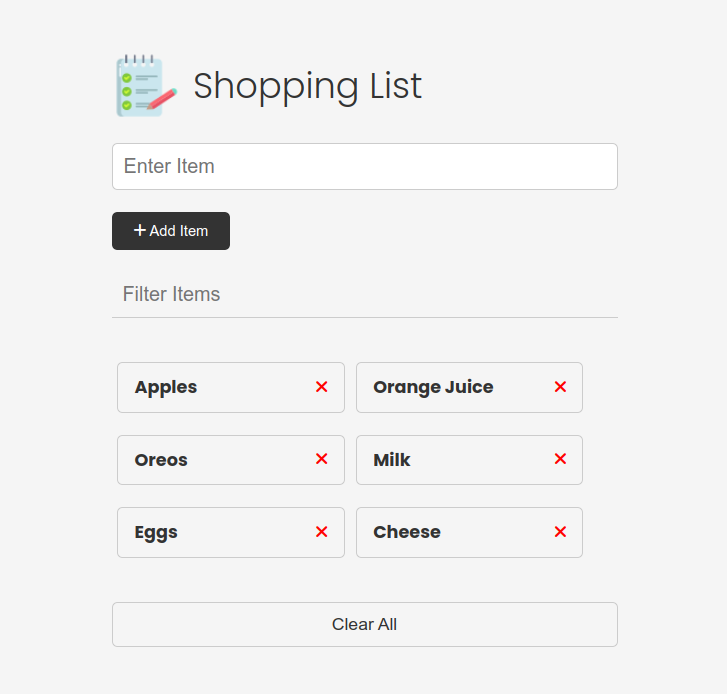 Shopping List
Enter Item
+ Add Item
Filter Items
Apples
Orange Juice
Oreos
Milk
Eggs
Cheese
Clear All